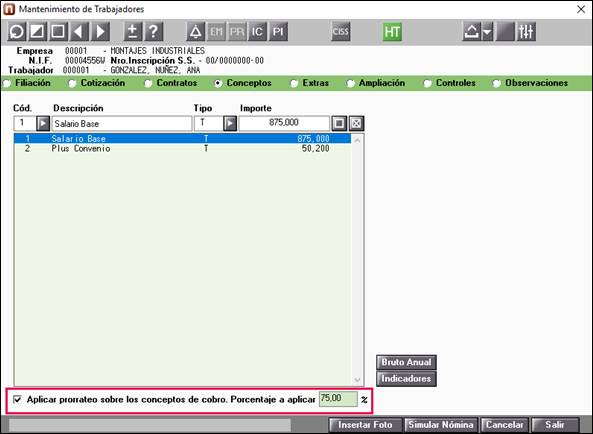 Mantenimiento de Trabajadores
EM PR IC PI CISS HT
Empresa 00001 - MONTAJES INDUSTRIALES
N.I.F. 00004556W Nro.Inscripción S.S. - 00/0000000-00
Trabajador 000001 - GONZALEZ, NUÑEZ, ANA
Filiación Cotización Contratos Conceptos Extras Ampliación Controles Observaciones
Cód. Descripción Tipo Importe
1 Salario Base T 875,000
1 Salario Base T 875,000
2 Plus Convenio T 50,200
Bruto Anual
Indicadores
Aplicar prorrateo sobre los conceptos de cobro. Porcentaje a aplicar 75,00 %
Insertar Foto Simular Nómina Cancelar Salir